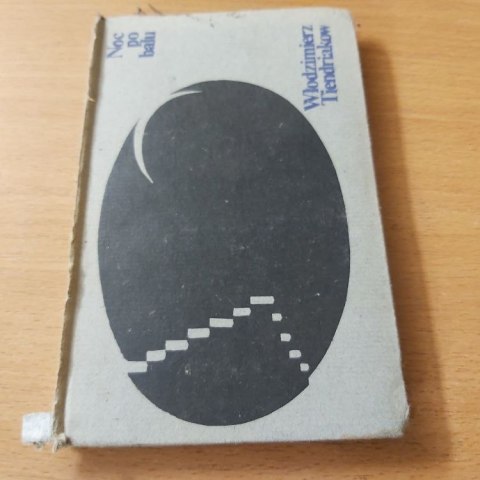 Noc
po
balu
Włodzimierz
Tiendriakow